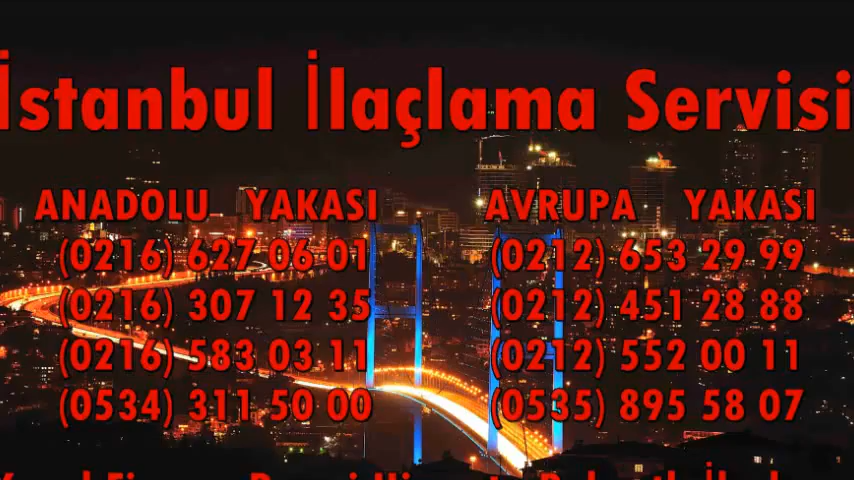 İstanbul İlaçlama Servisi
ANADOLU YAKASI
(0216) 627 06 01
(0216) 307 12 35
(0216) 583 03 11
(0534) 311 50 00
AVRUPA YAKASI
(0212) 653 29 99
(0212) 451 28 88
(0212) 552 00 11
(0535) 895 58 07